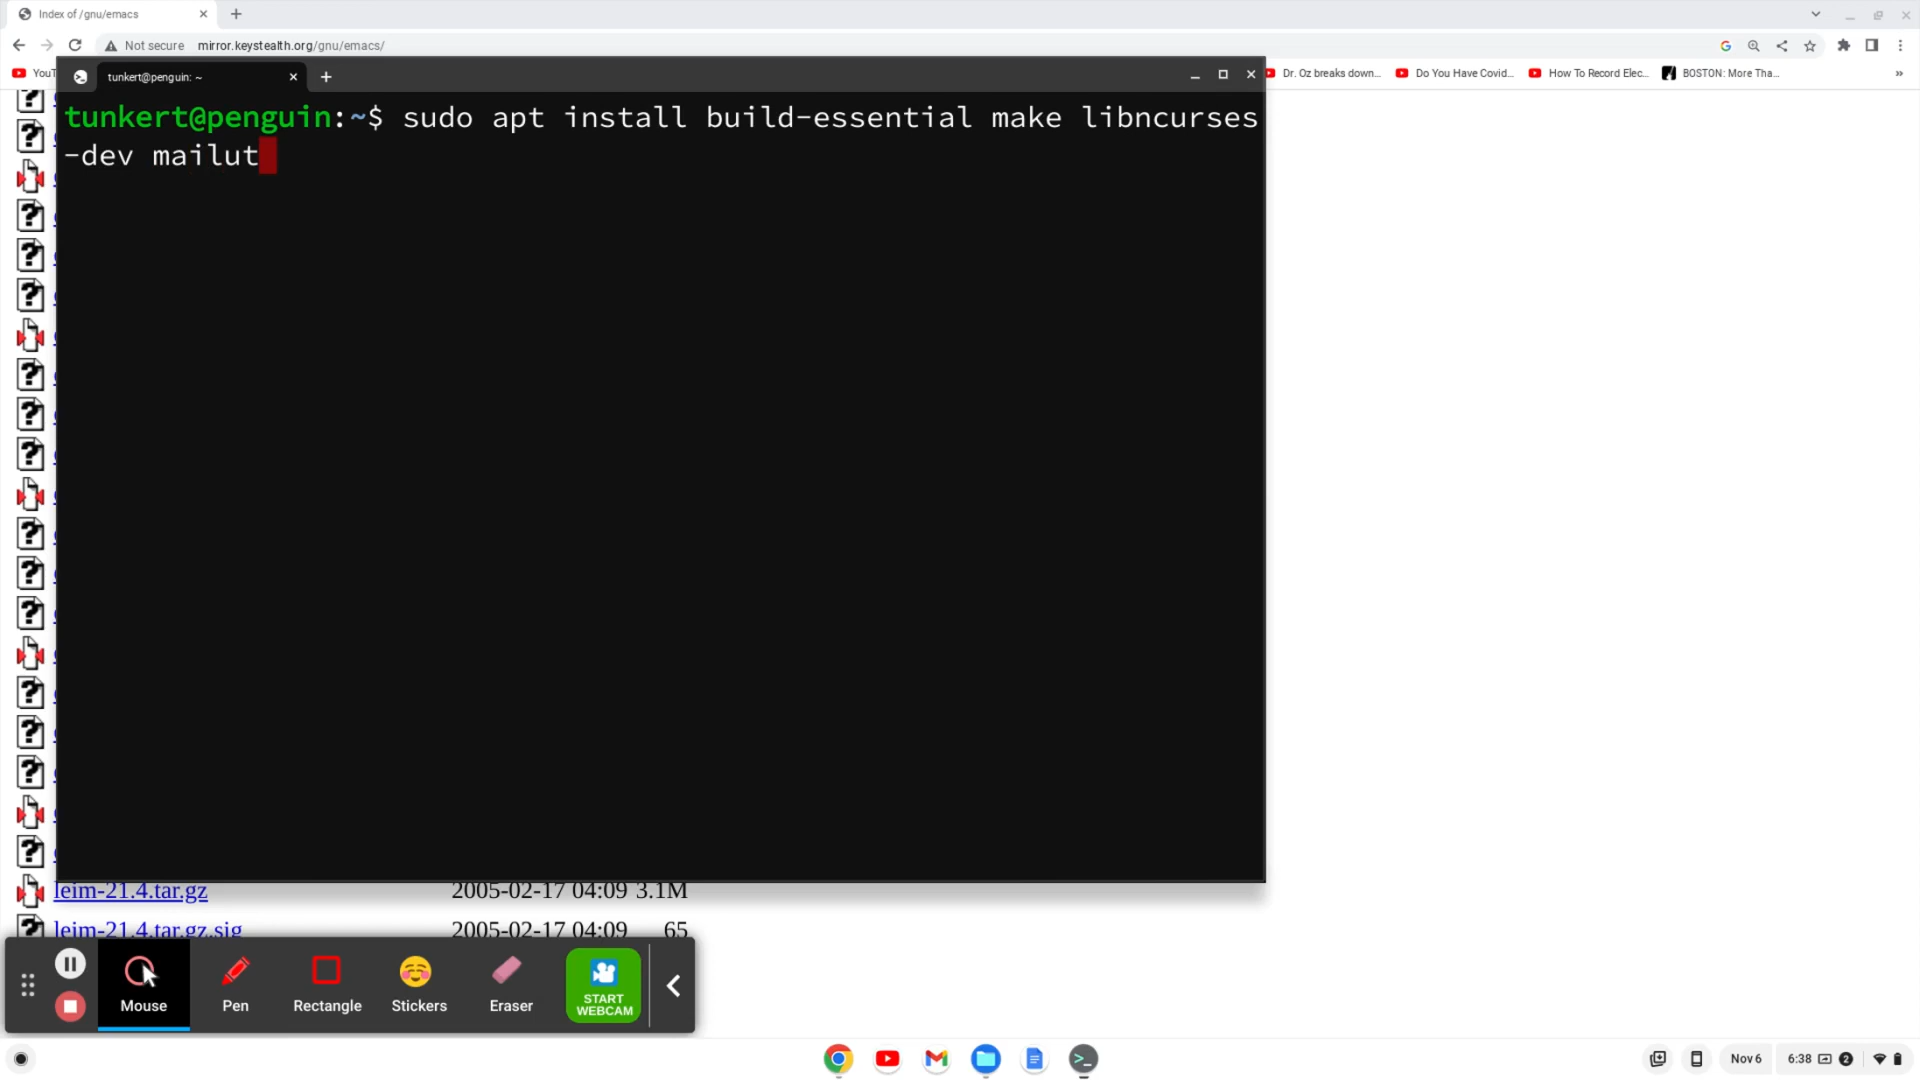 Index of /gnu/emacs
Not secure mirror.keystealth.org/gnu/emacs/
YouT
Dr. Oz breaks down... Do You Have Covid... How To Record Elec... BOSTON: More Tha...
tunkert@penguin: ~
tunkert@penguin:~$ sudo apt install build-essential make libncurses
-dev mailut
leim-21.4.tar.gz 2005-02-17 04:09 3.1M
leim-21.4.tar.gz.sig 2005-02-17 04:09 65
Mouse Pen Rectangle Stickers Eraser START WEBCAM
Nov 6 6:38 2